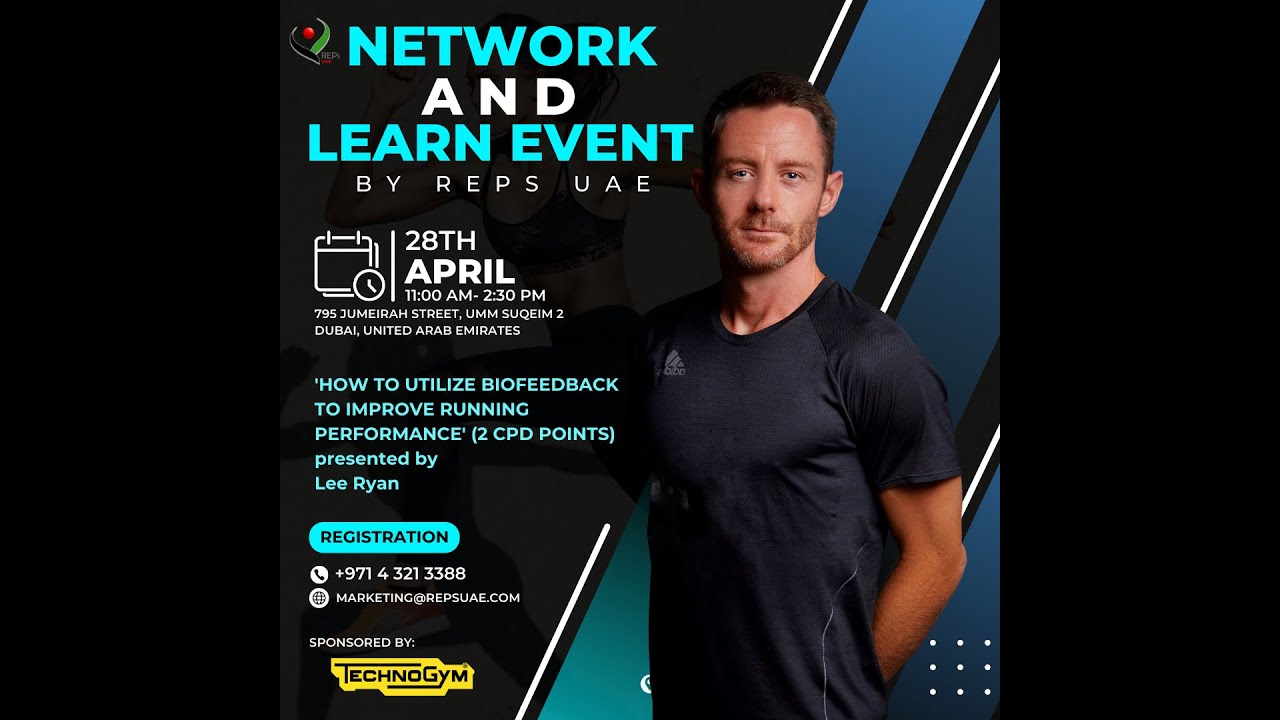 REPs
UAE
NETWORK
AND
LEARN EVENT
BY REPS UAE
28TH
APRIL
11:00 AM- 2:30 PM
795 JUMEIRAH STREET, UMM SUQEIM 2
DUBAI, UNITED ARAB EMIRATES
'HOW TO UTILIZE BIOFEEDBACK
TO IMPROVE RUNNING
PERFORMANCE' (2 CPD POINTS)
presented by
Lee Ryan
REGISTRATION
+971 4 321 3388
MARKETING@REPSUAE.COM
SPONSORED BY:
TECHNOGYM